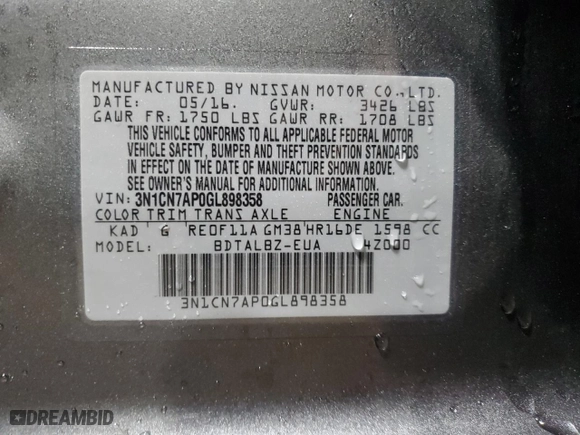 MANUFACTURED BY NISSAN MOTOR CO.,LTD.
DATE: 05/16. GVWR: 3426 LBS
GAWR FR: 1750 LBS GAWR RR: 1708 LBS
THIS VEHICLE CONFORMS TO ALL APPLICABLE FEDERAL MOTOR
VEHICLE SAFETY, BUMPER AND THEFT PREVENTION STANDARDS
IN EFFECT ON THE DATE OF MANUFACTURE SHOWN ABOVE.
SEE OWNER'S MANUAL FOR ADDITIONAL INFORMATION.
VIN: 3N1CN7AP0GL898358 PASSENGER CAR.
COLOR TRIM TRANS AXLE ENGINE
KAD G RE0F11A GM38 HR16DE 1598 CC
MODEL: BDTALBZ-EUA 4Z000
3N1CN7AP0GL898358
DREAMBID